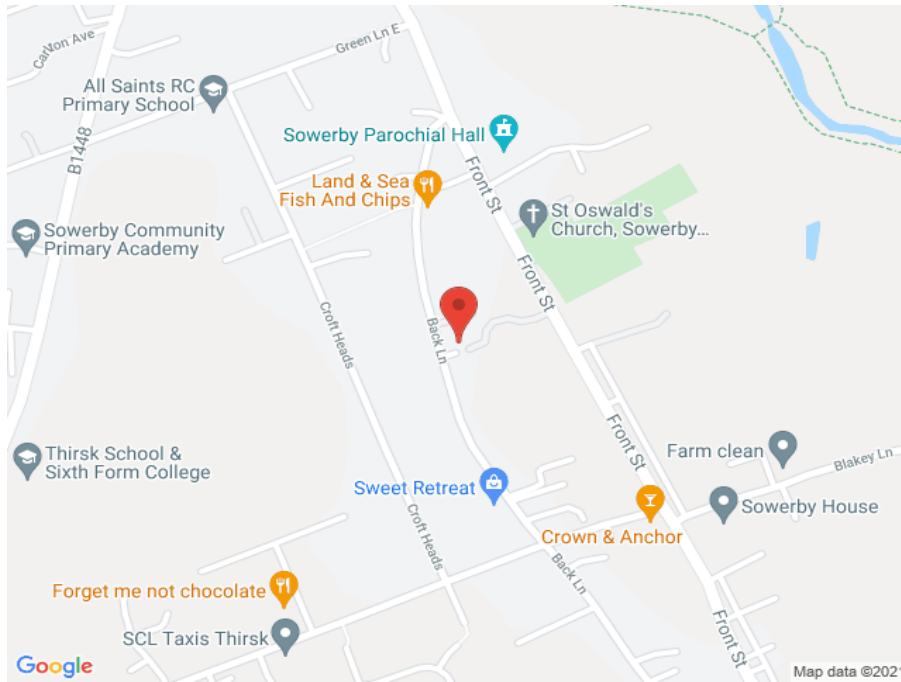 Carlton Ave
Green Ln E
All Saints RC
Primary School
B1448
Sowerby Parochial Hall
Front St
Land & Sea
Fish And Chips
St Oswald's
Church, Sowerby...
Sowerby Community
Primary Academy
Front St
Croft Heads
Back Ln
Front St
Thirsk School &
Sixth Form College
Farm clean
Blakey Ln
Sweet Retreat
Sowerby House
Croft Heads
Crown & Anchor
Back Ln
Forget me not chocolate
SCL Taxis Thirsk
Front St
Google
Map data ©2021